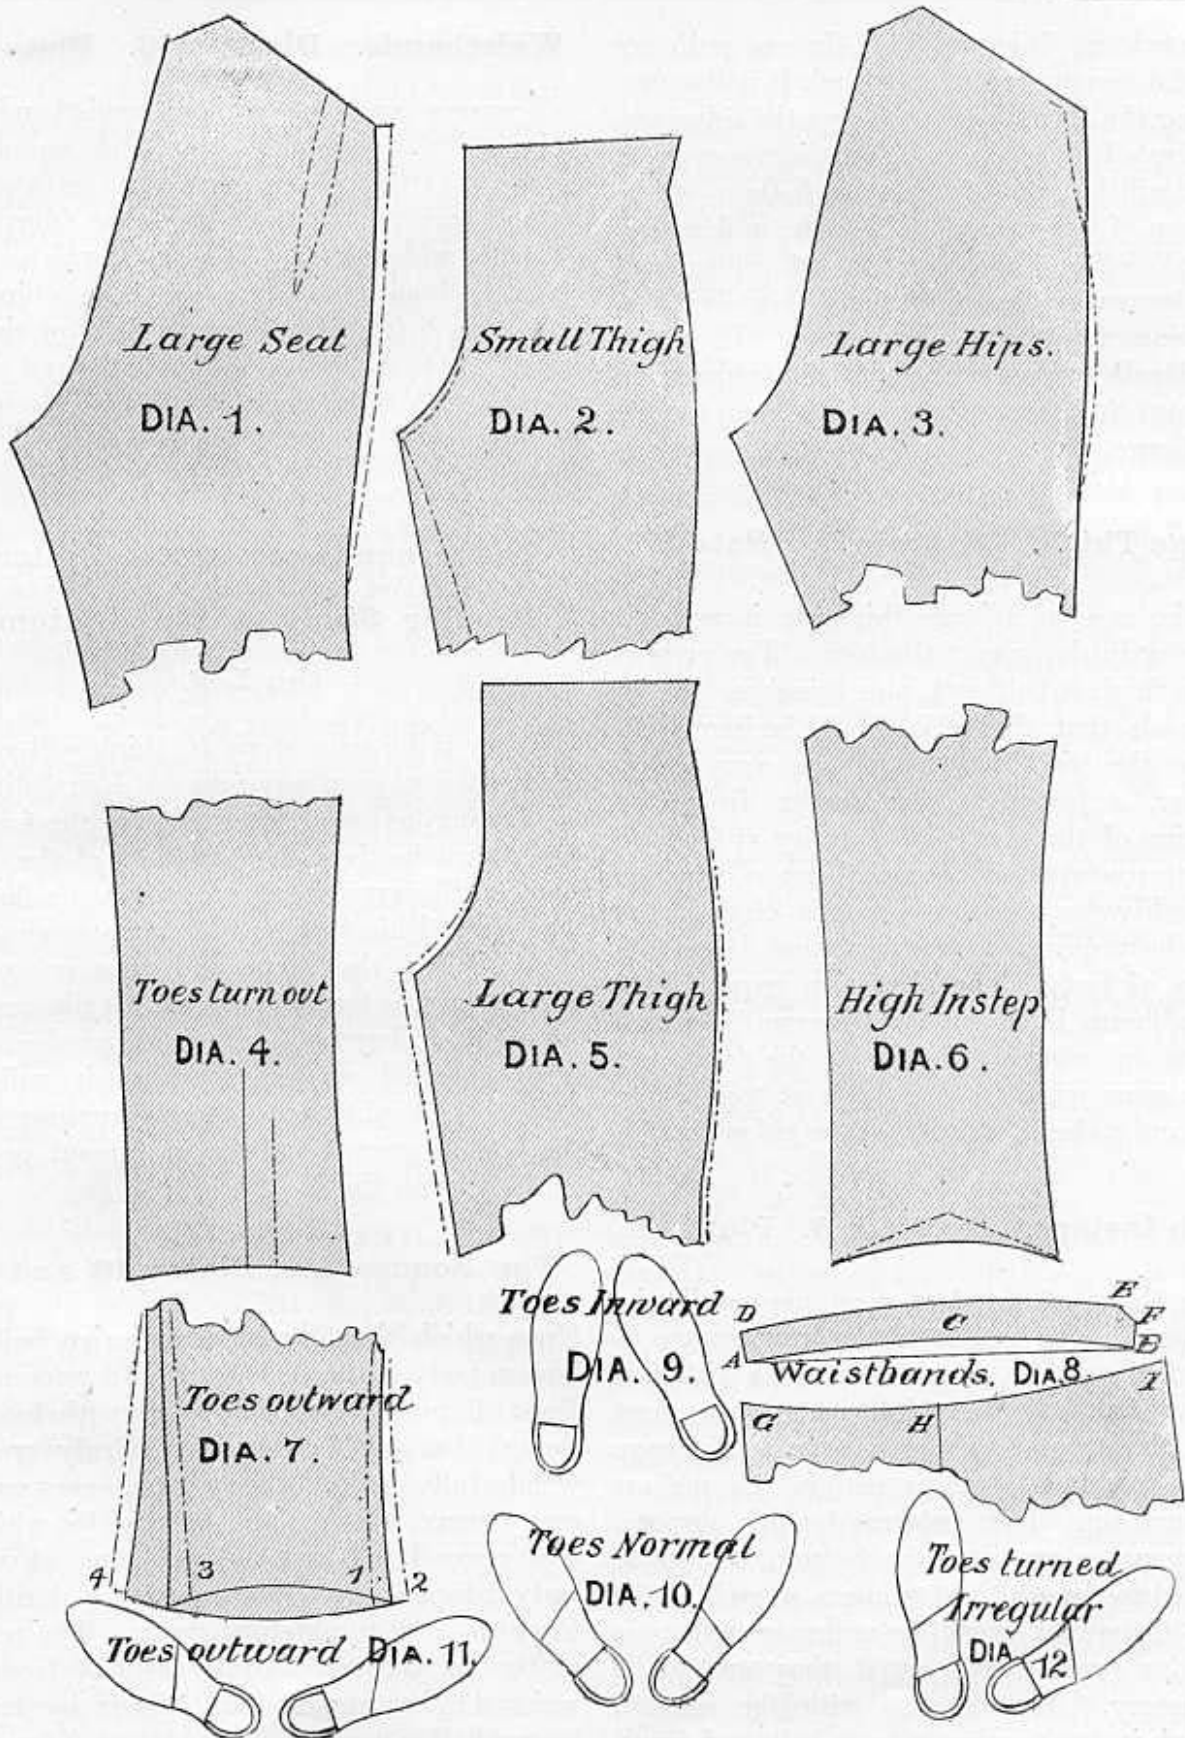 Large Seat
DIA. 1.
Small Thigh
DIA. 2.
Large Hips.
DIA. 3.
Toes turn out
DIA. 4.
Large Thigh
DIA. 5.
High Instep
DIA. 6.
Toes outward
DIA. 7.
4 3 1 2
Toes Inward
DIA. 9.
D E F
C
A B
Waistbands. DIA 8.
G H I
Toes outward DIA. 11.
Toes Normal
DIA. 10.
Toes turned
Irregular
DIA 12